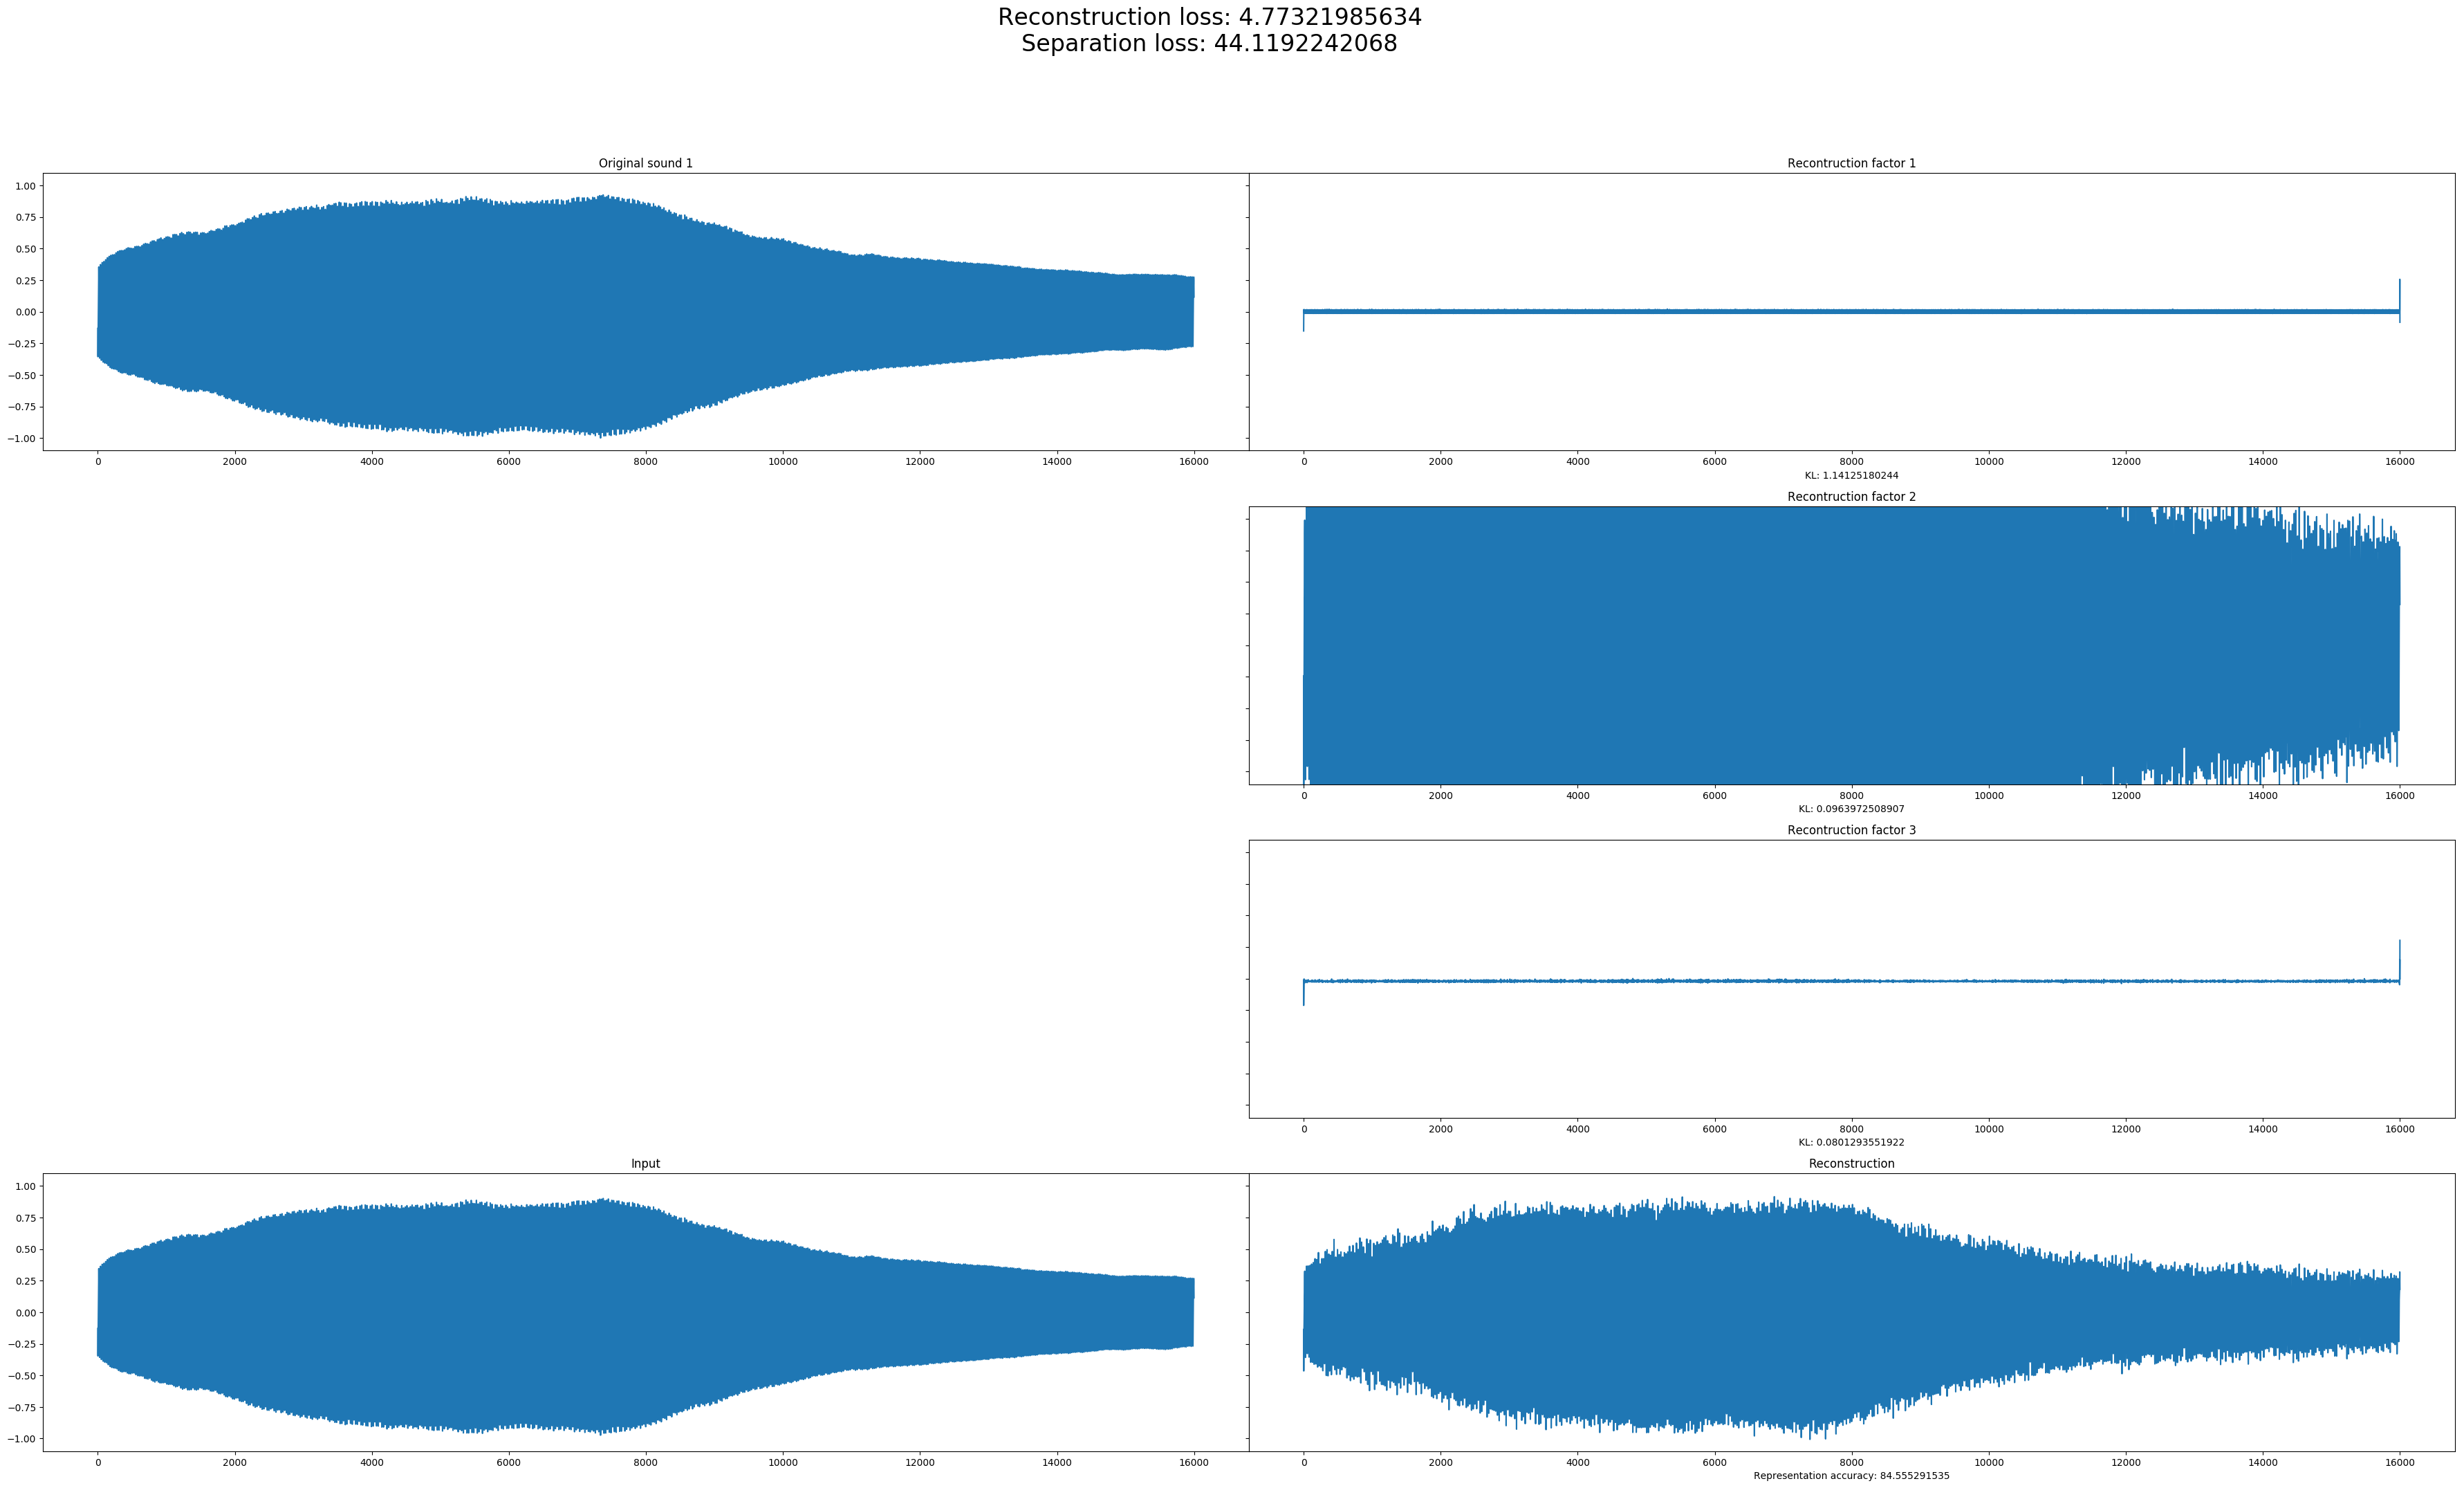 Reconstruction loss: 4.77321985634
Separation loss: 44.1192242068
Original sound 1
Recontruction factor 1
1.00
0.75
0.50
0.25
0.00
−0.25
−0.50
−0.75
−1.00
0 2000 4000 6000 8000 10000 12000 14000 16000
0 2000 4000 6000 8000 10000 12000 14000 16000
KL: 1.14125180244
Recontruction factor 2
0 2000 4000 6000 8000 10000 12000 14000 16000
KL: 0.0963972508907
Recontruction factor 3
0 2000 4000 6000 8000 10000 12000 14000 16000
KL: 0.0801293551922
Input
Reconstruction
1.00
0.75
0.50
0.25
0.00
−0.25
−0.50
−0.75
−1.00
0 2000 4000 6000 8000 10000 12000 14000 16000
0 2000 4000 6000 8000 10000 12000 14000 16000
Representation accuracy: 84.555291535